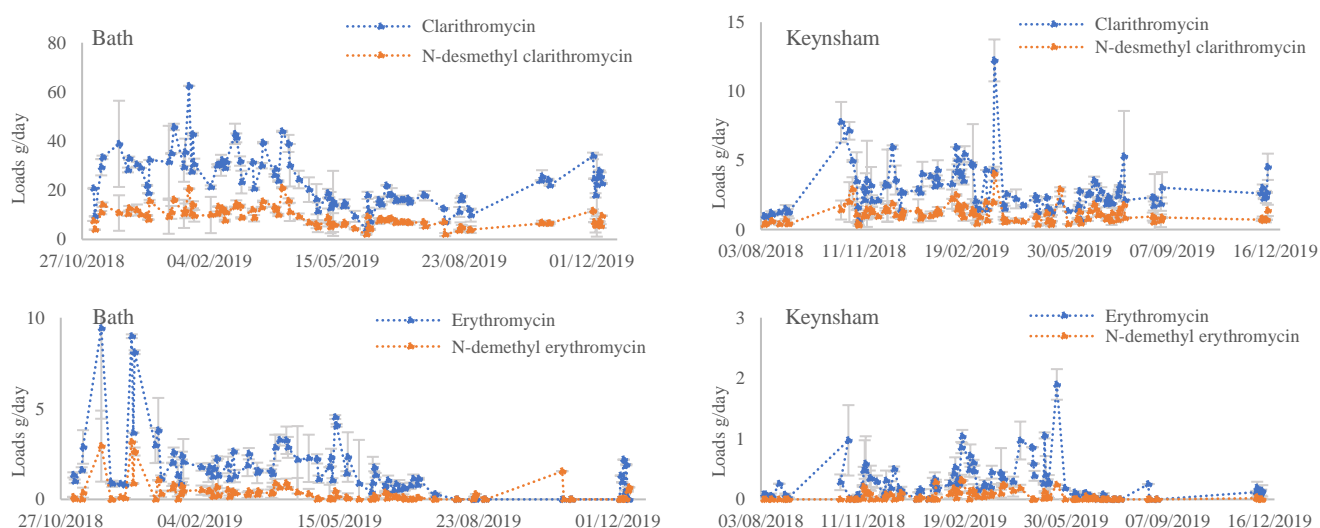 Bath
Clarithromycin
N-desmethyl clarithromycin
Loads g/day
80
60
40
20
0
27/10/2018 04/02/2019 15/05/2019 23/08/2019 01/12/2019
Keynsham
Clarithromycin
N-desmethyl clarithromycin
Loads g/day
15
10
5
0
03/08/2018 11/11/2018 19/02/2019 30/05/2019 07/09/2019 16/12/2019
Bath
Erythromycin
N-demethyl erythromycin
Loads g/day
10
5
0
27/10/2018 04/02/2019 15/05/2019 23/08/2019 01/12/2019
Keynsham
Erythromycin
N-demethyl erythromycin
Loads g/day
3
2
1
0
03/08/2018 11/11/2018 19/02/2019 30/05/2019 07/09/2019 16/12/2019